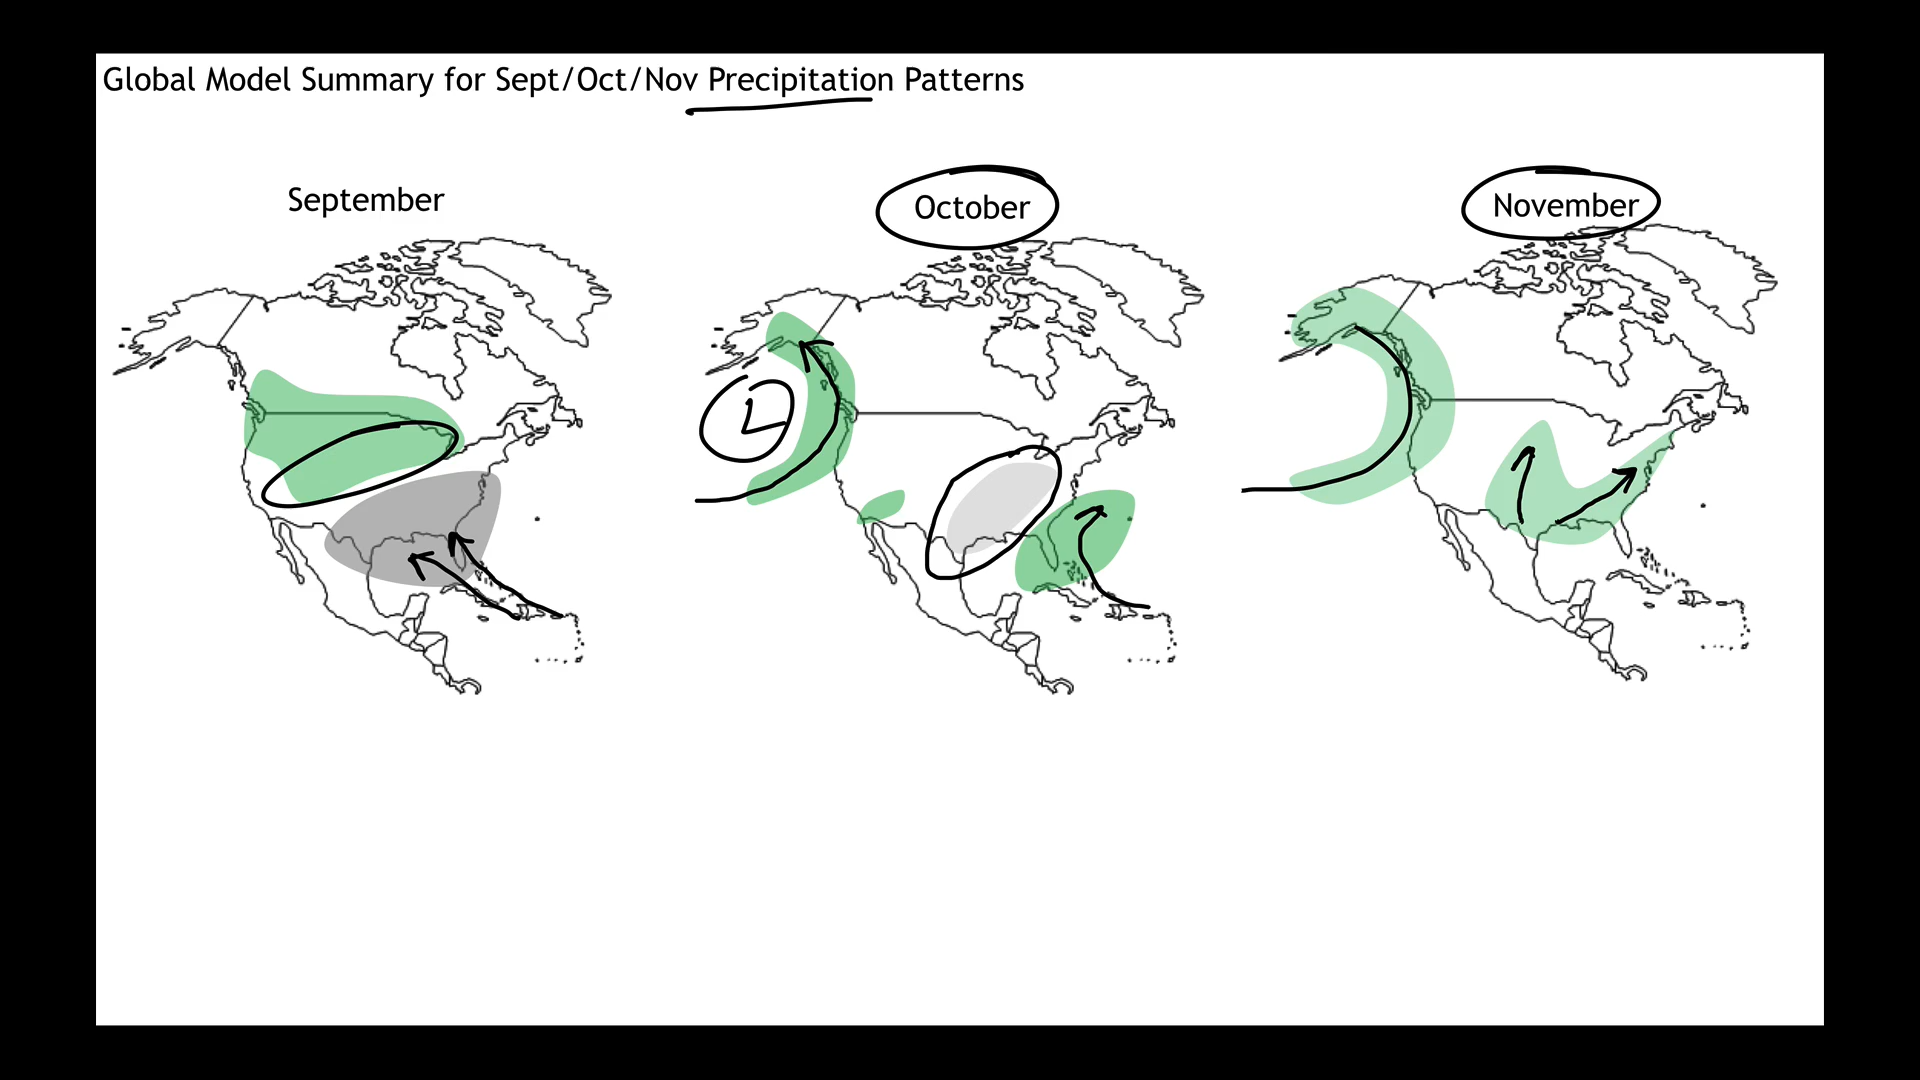 Global Model Summary for Sept/Oct/Nov Precipitation Patterns
September
October
November
L